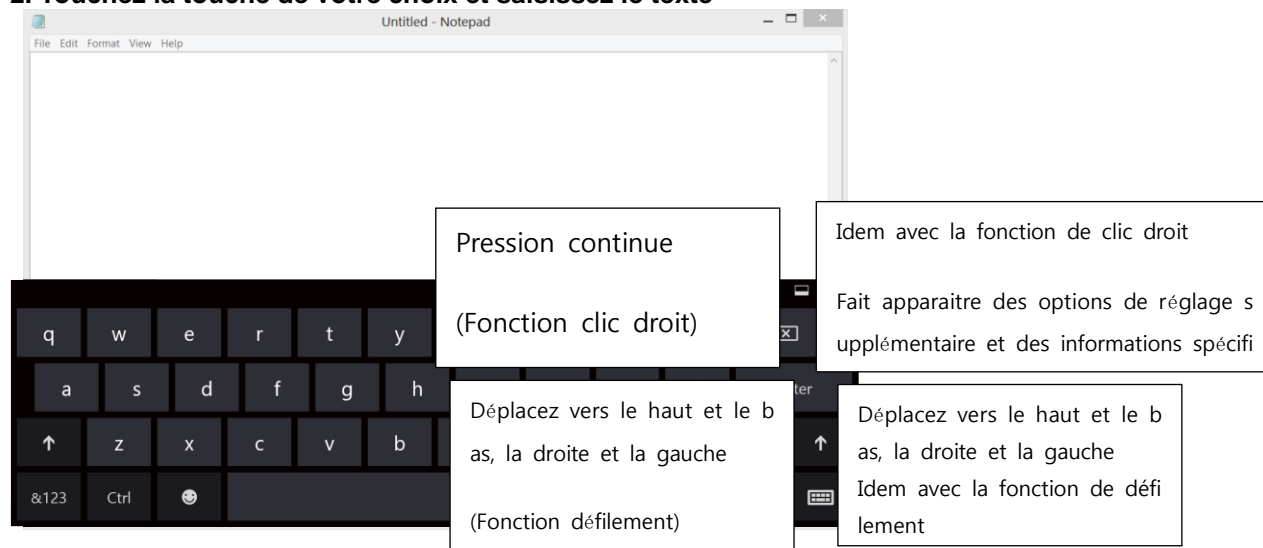 2. Touchez la touche de votre choix et saisissez le texte
Untitled - Notepad
File Edit Format View Help
Pression continue
(Fonction clic droit)
Idem avec la fonction de clic droit
Fait apparaitre des options de réglage s
upplémentaire et des informations spécifi
q w e r t y
a s d f g h ter
Déplacez vers le haut et le b
as, la droite et la gauche
(Fonction défilement)
Déplacez vers le haut et le b
as, la droite et la gauche
Idem avec la fonction de défi
lement
z x c v b
&123 Ctrl